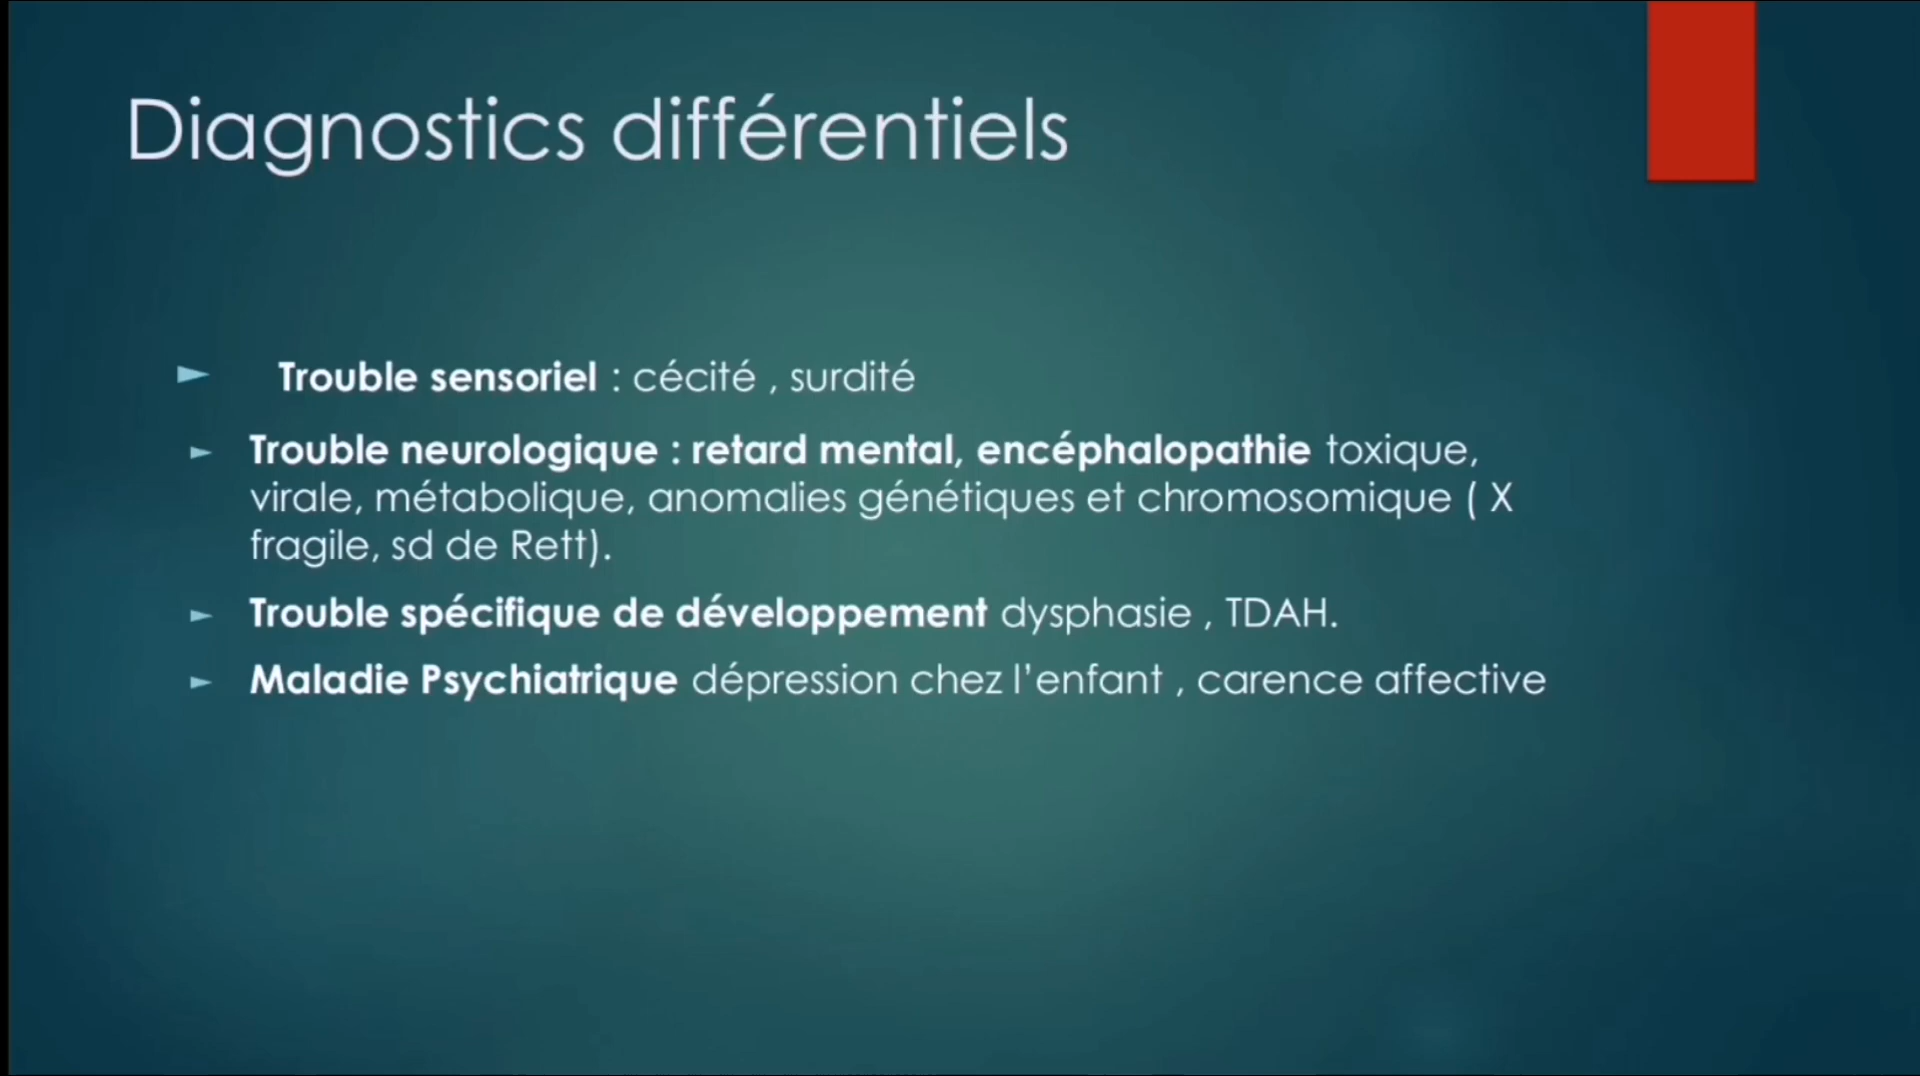 Diagnostics différentiels
Trouble sensoriel : cécité , surdité
Trouble neurologique : retard mental, encéphalopathie toxique,
virale, métabolique, anomalies génétiques et chromosomique ( X
fragile, sd de Rett).
Trouble spécifique de développement dysphasie , TDAH.
Maladie Psychiatrique dépression chez l’enfant , carence affective